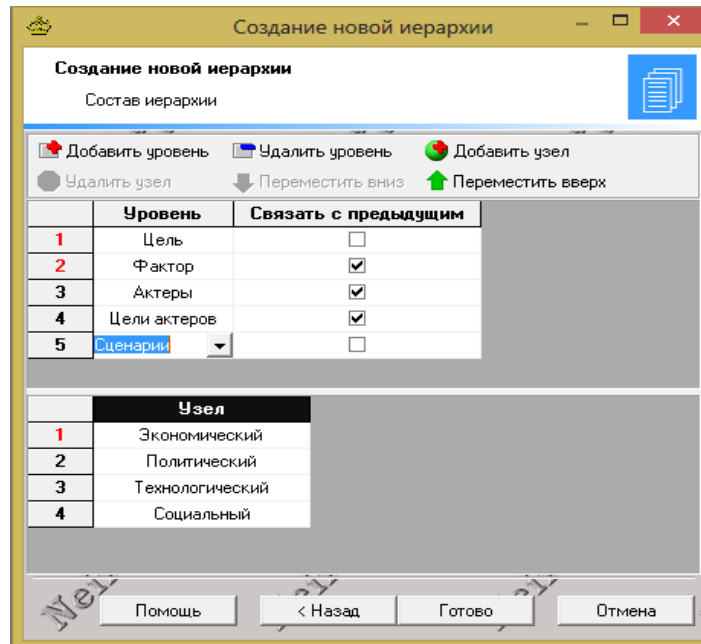 Создание новой иерархии
Создание новой иерархии
Состав иерархии
Добавить уровень Удалить уровень Добавить узел
Удалить узел Переместить вниз Переместить вверх
Уровень Связать с предыдущим
1 Цель
2 Фактор
3 Актеры
4 Цели актеров
5 Сценарии
Узел
1 Экономический
2 Политический
3 Технологический
4 Социальный
Помощь < Назад Готово Отмена